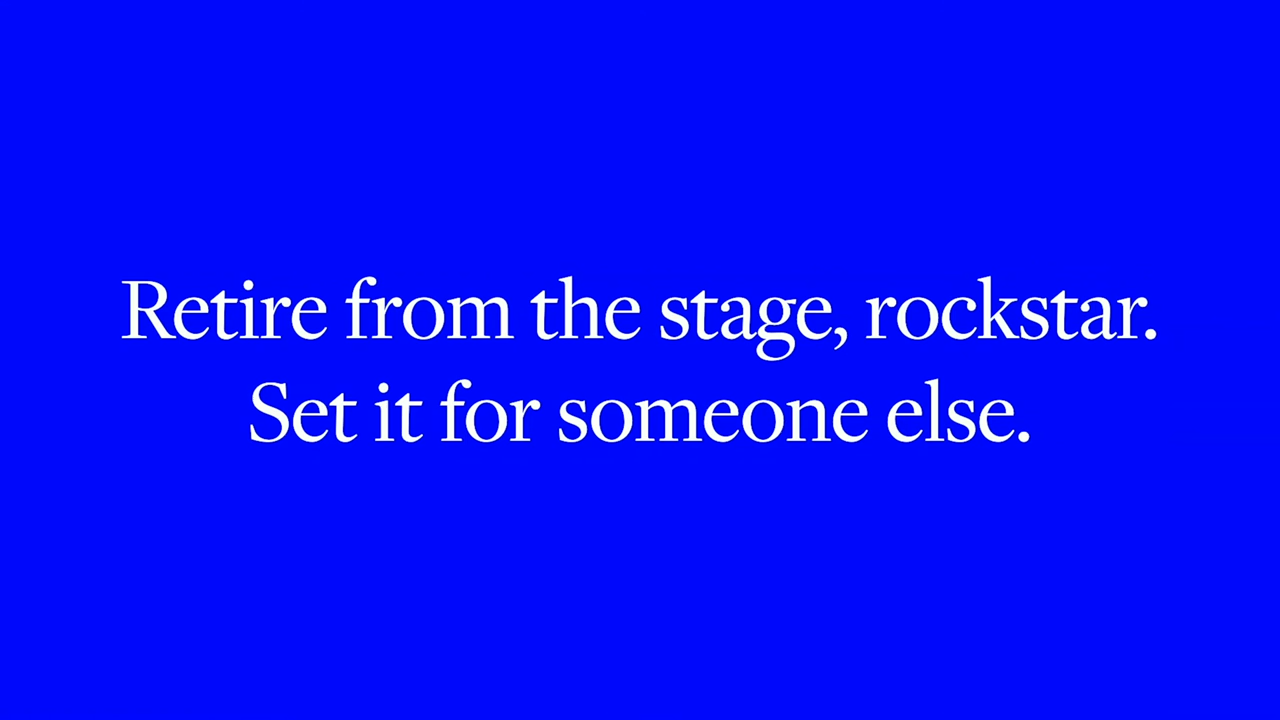 Retire from the stage, rockstar.
Set it for someone else.